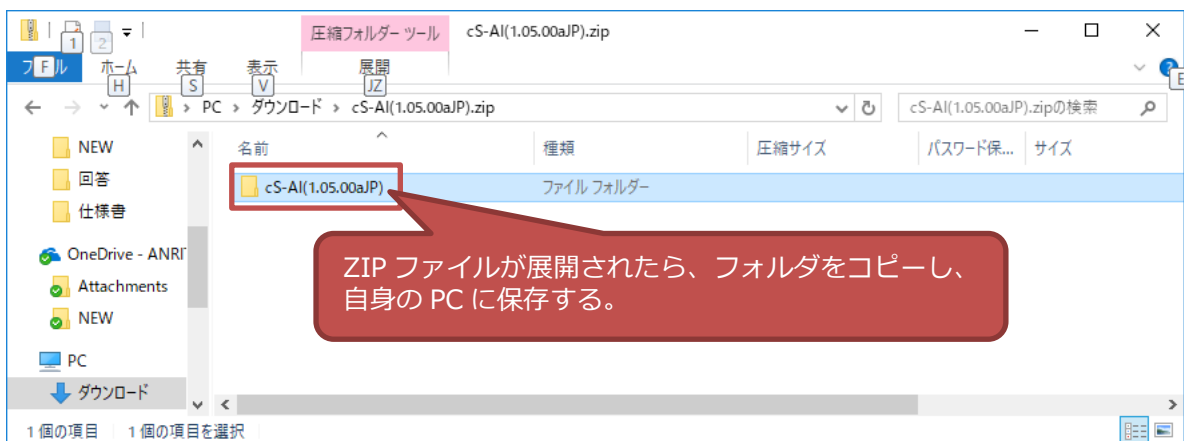 1 2 圧縮フォルダー ツール cS-AI(1.05.00aJP).zip
フ F ル ホーム 共有 表示 展開
H S V JZ E
PC › ダウンロード › cS-AI(1.05.00aJP).zip cS-AI(1.05.00aJP).zipの検索
NEW 名前 種類 圧縮サイズ パスワード保... サイズ
回答 cS-AI(1.05.00aJP) ファイル フォルダー
仕様書
OneDrive - ANRI
ZIP ファイルが展開されたら、フォルダをコピーし、
自身の PC に保存する。
Attachments
NEW
PC
ダウンロード
1 個の項目 1 個の項目を選択